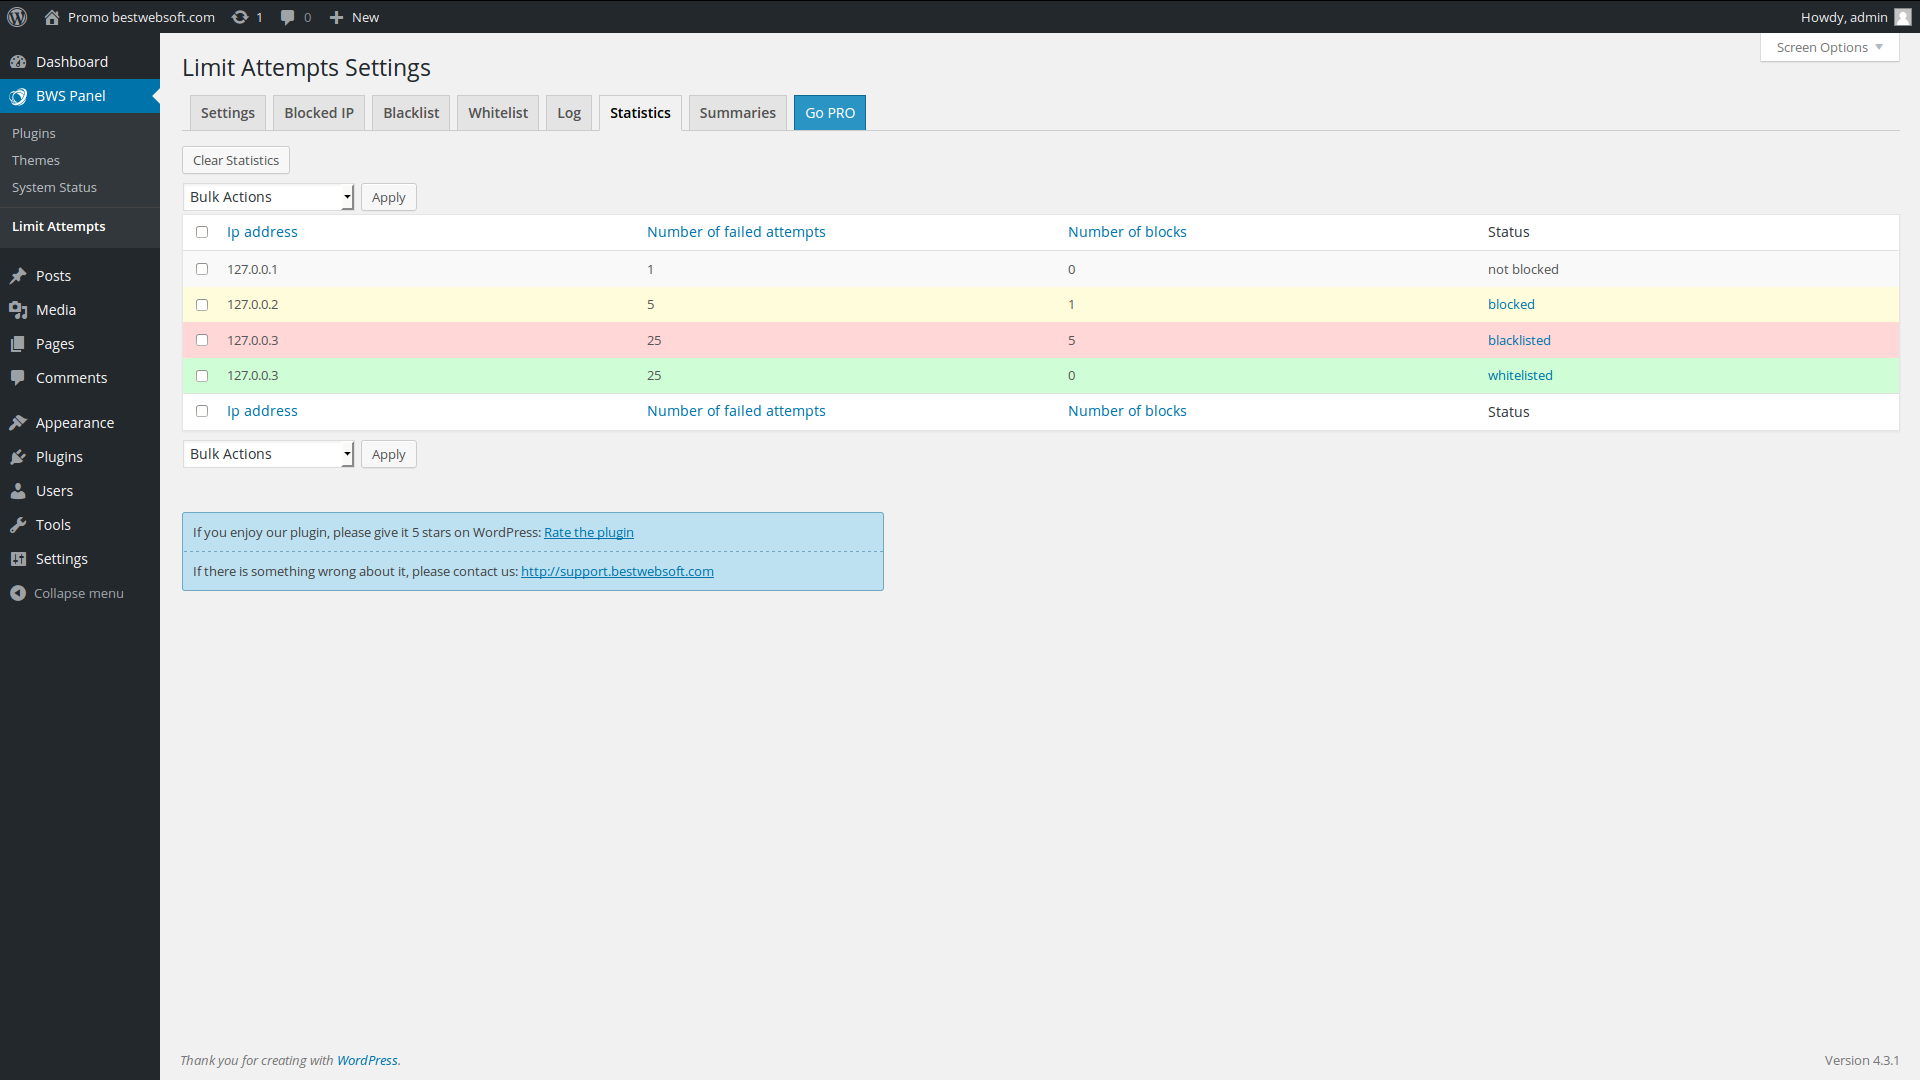 Promo bestwebsoft.com 1 0 New Howdy, admin
Screen Options
Dashboard
BWS Panel
Plugins
Themes
System Status
Limit Attempts
Posts
Media
Pages
Comments
Appearance
Plugins
Users
Tools
Settings
Collapse menu
Limit Attempts Settings
Settings Blocked IP Blacklist Whitelist Log Statistics Summaries Go PRO
Clear Statistics
Bulk Actions Apply
Ip address Number of failed attempts Number of blocks Status
127.0.0.1 1 0 not blocked
127.0.0.2 5 1 blocked
127.0.0.3 25 5 blacklisted
127.0.0.3 25 0 whitelisted
Ip address Number of failed attempts Number of blocks Status
Bulk Actions Apply
If you enjoy our plugin, please give it 5 stars on WordPress: Rate the plugin
If there is something wrong about it, please contact us: http://support.bestwebsoft.com
Thank you for creating with WordPress. Version 4.3.1